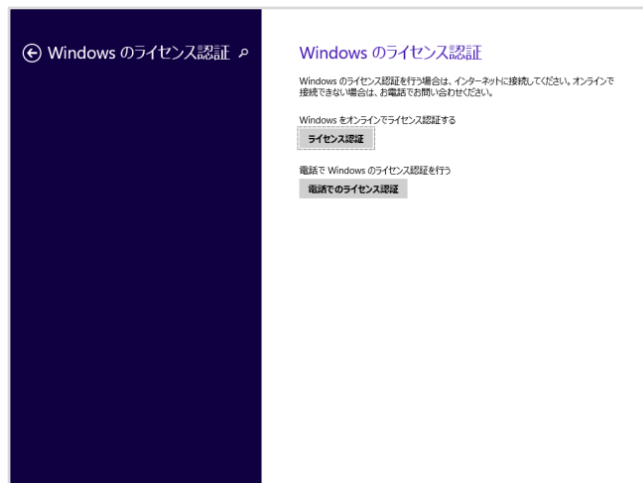 Windows のライセンス認証
Windows のライセンス認証
Windows のライセンス認証を行う場合は、インターネットに接続してください。オンラインで
接続できない場合は、お電話でお問い合わせください。
Windows をオンラインでライセンス認証する
ライセンス認証
電話で Windows のライセンス認証を行う
電話でのライセンス認証